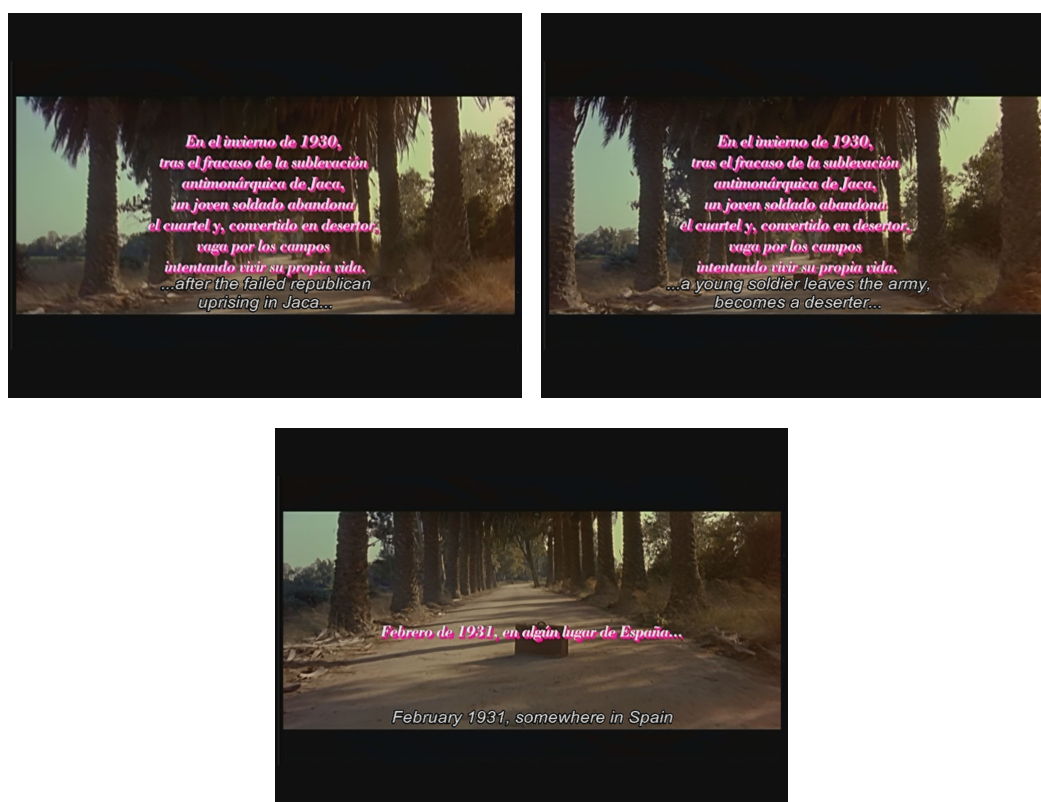 En el invierno de 1930,
tras el fracaso de la sublevación
antimonárquica de Jaca,
un joven soldado abandona
el cuartel y, convertido en desertor,
vaga por los campos
intentando vivir su propia vida.
...after the failed republican
uprising in Jaca...
En el invierno de 1930,
tras el fracaso de la sublevación
antimonárquica de Jaca,
un joven soldado abandona
el cuartel y, convertido en desertor,
vaga por los campos
intentando vivir su propia vida.
...a young soldier leaves the army,
becomes a deserter...
Febrero de 1931, en algún lugar de España...
February 1931, somewhere in Spain